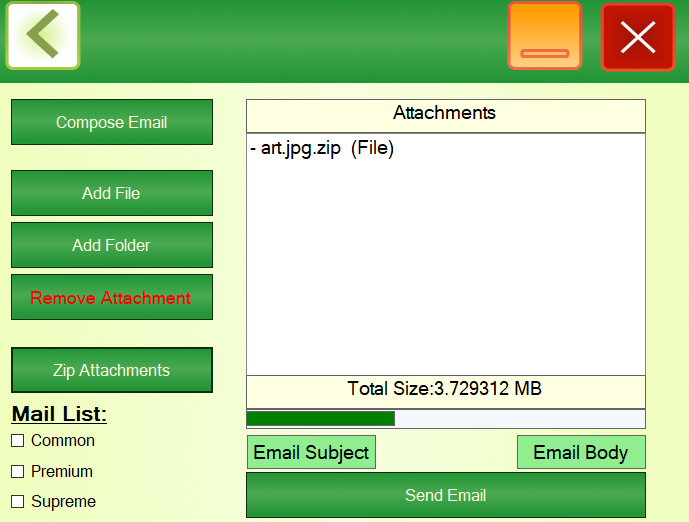 Compose Email
Add File
Add Folder
Remove Attachment
Zip Attachments
Mail List:
Common
Premium
Supreme
Attachments
- art.jpg.zip (File)
Total Size:3.729312 MB
Email Subject
Email Body
Send Email